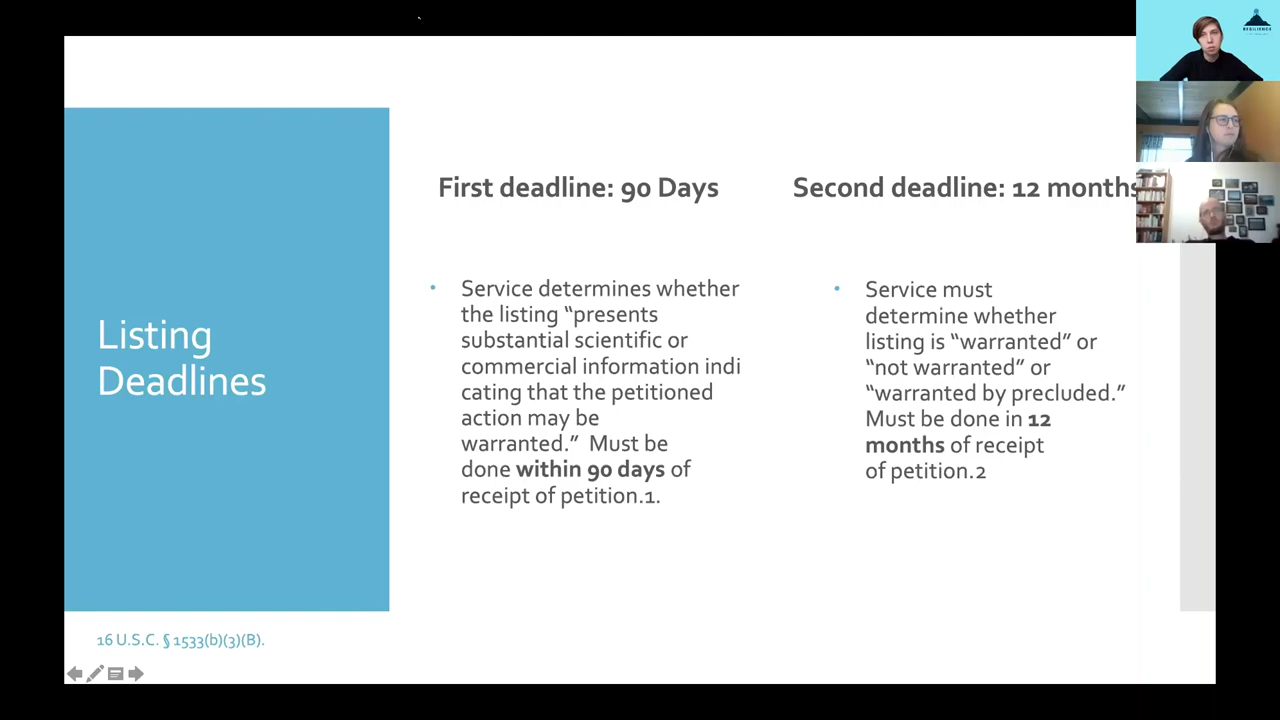 RESILIENCE
First deadline: 90 Days
Second deadline: 12 months
Service determines whether
the listing “presents
substantial scientific or
commercial information indi
cating that the petitioned
action may be
warranted.” Must be
done within 90 days of
receipt of petition.1.
Service must
determine whether
listing is “warranted” or
“not warranted” or
“warranted by precluded.”
Must be done in 12
months of receipt
of petition.2
Listing
Deadlines
16 U.S.C. § 1533(b)(3)(B).